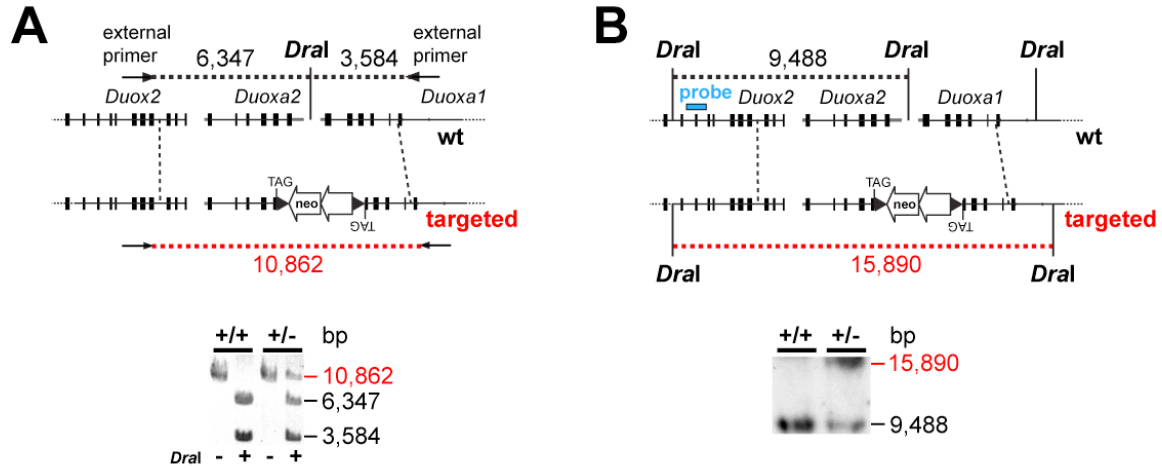 A
external
primer
6,347
DraI
3,584
external
primer
Duox2
Duoxa2
Duoxa1
wt
TAG
neo
TAG
targeted
10,862
+/+ +/- bp
10,862
6,347
3,584
DraI - + - +
B
DraI
9,488
DraI
DraI
probe
Duox2
Duoxa2
Duoxa1
wt
TAG
neo
TAG
targeted
15,890
DraI
DraI
+/+ +/- bp
15,890
9,488